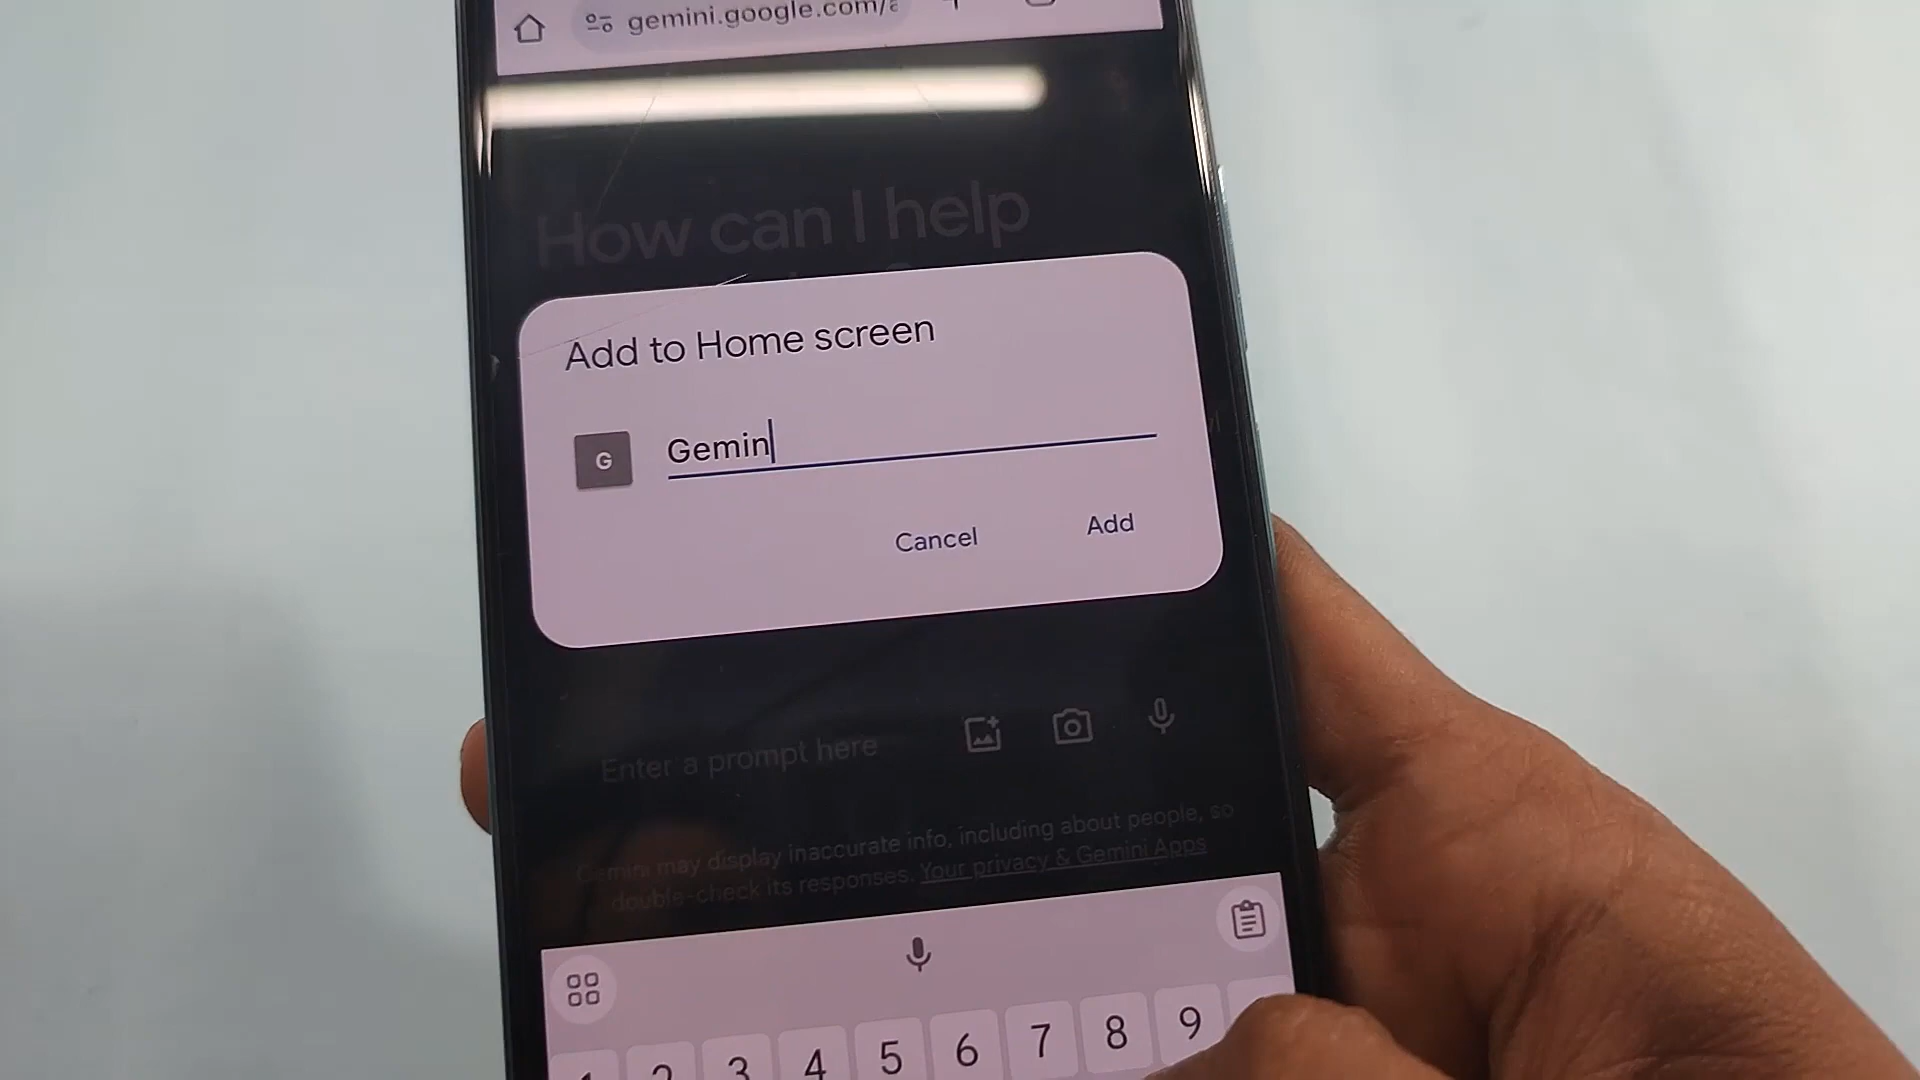 gemini.google.com/a
How can I help
Add to Home screen
G
Gemin
Cancel
Add
Enter a prompt here
Gemini may display inaccurate info, including about people, so
double-check its responses. Your privacy & Gemini Apps
1 2 3 4 5 6 7 8 9